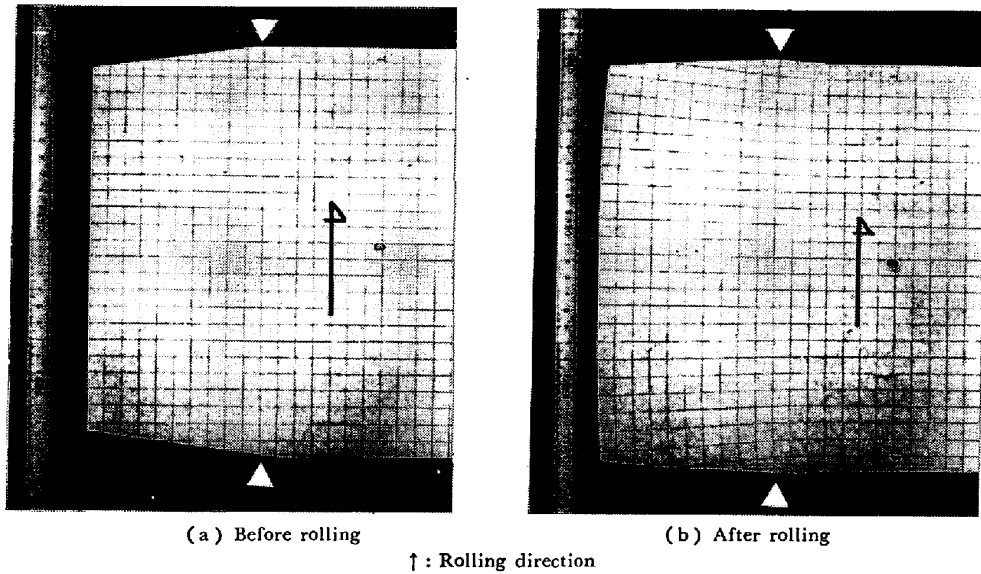 (a) Before rolling
(b) After rolling
↑ : Rolling direction